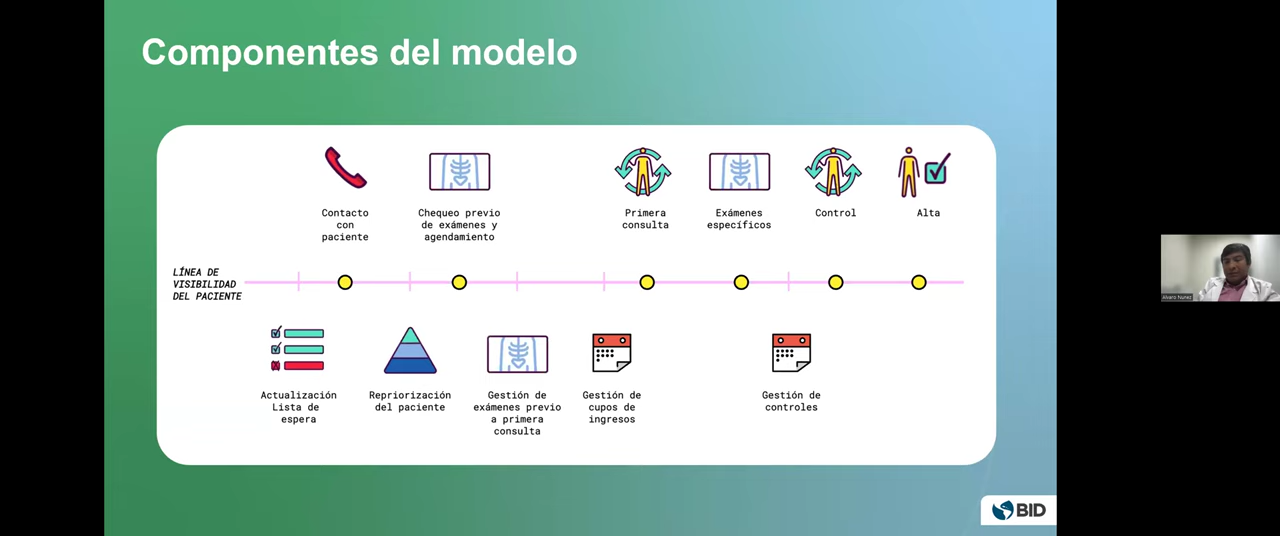 Componentes del modelo
Contacto
con
paciente
Chequeo previo
de exámenes y
agendamiento
Primera
consulta
Exámenes
específicos
Control
Alta
LÍNEA DE
VISIBILIDAD
DEL PACIENTE
Actualización
Lista de
espera
Repriorización
del paciente
Gestión de
exámenes previo
a primera
consulta
Gestión de
cupos de
ingresos
Gestión de
controles
BID
Alvaro Nunez